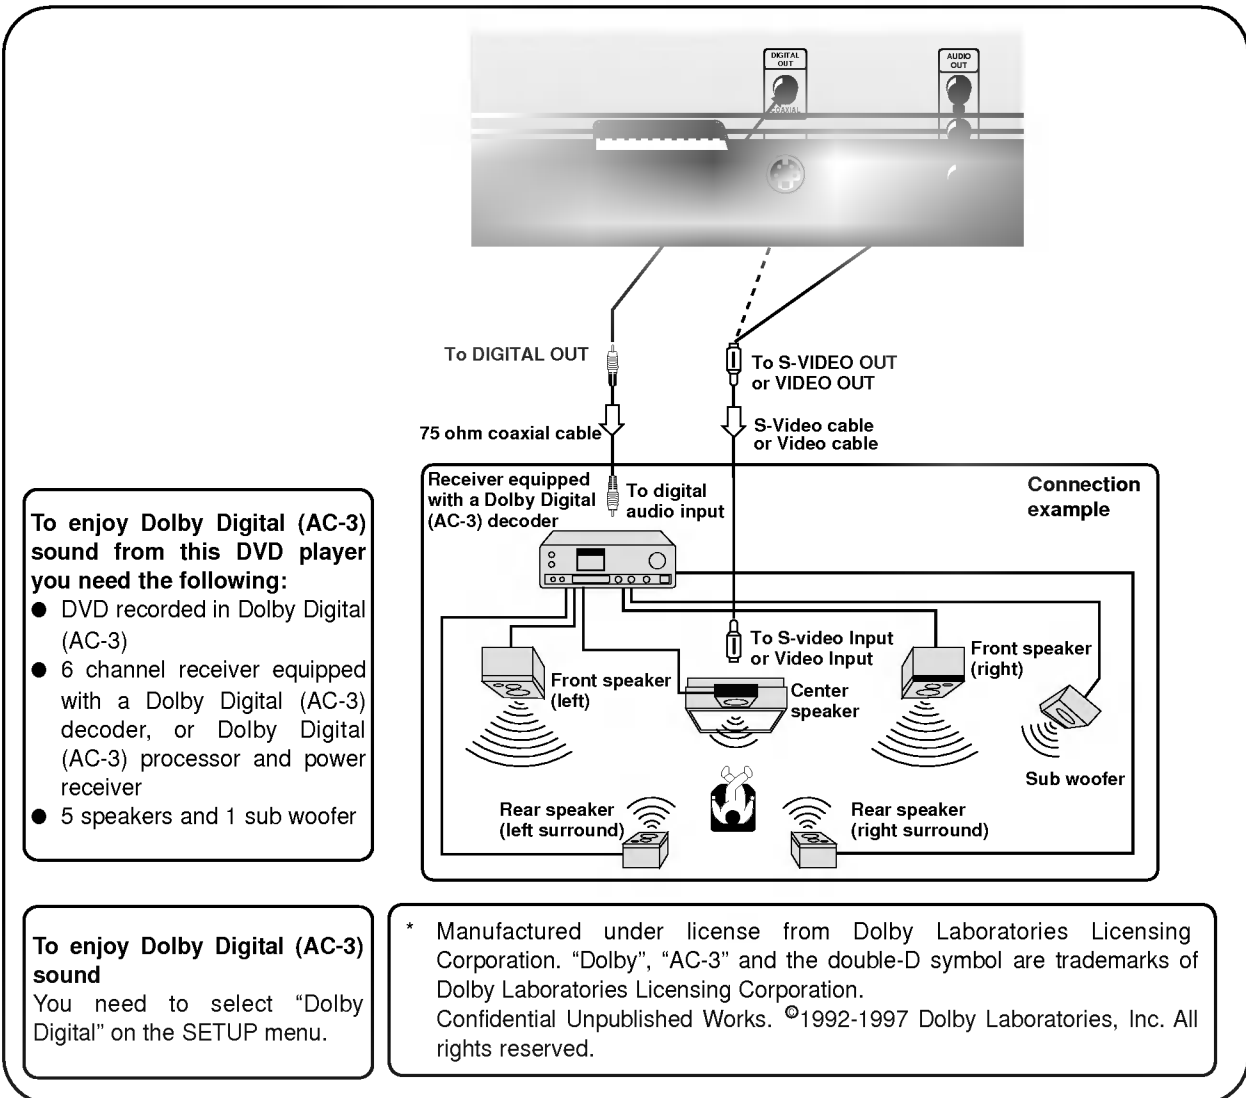 DIGITAL
OUT
COAXIAL
AUDIO
OUT
To DIGITAL OUT
To S-VIDEO OUT
or VIDEO OUT
75 ohm coaxial cable
S-Video cable
or Video cable
Receiver equipped
with a Dolby Digital
(AC-3) decoder
To digital
audio input
Connection
example
To S-video Input
or Video Input
Front speaker
(left)
Center
speaker
Front speaker
(right)
Sub woofer
Rear speaker
(left surround)
Rear speaker
(right surround)
To enjoy Dolby Digital (AC-3)
sound from this DVD player
you need the following:
● DVD recorded in Dolby Digital
(AC-3)
● 6 channel receiver equipped
with a Dolby Digital (AC-3)
decoder, or Dolby Digital
(AC-3) processor and power
receiver
● 5 speakers and 1 sub woofer
To enjoy Dolby Digital (AC-3)
sound
You need to select “Dolby
Digital” on the SETUP menu.
* Manufactured under license from Dolby Laboratories Licensing
Corporation. “Dolby”, “AC-3” and the double-D symbol are trademarks of
Dolby Laboratories Licensing Corporation.
Confidential Unpublished Works. ©1992-1997 Dolby Laboratories, Inc. All
rights reserved.